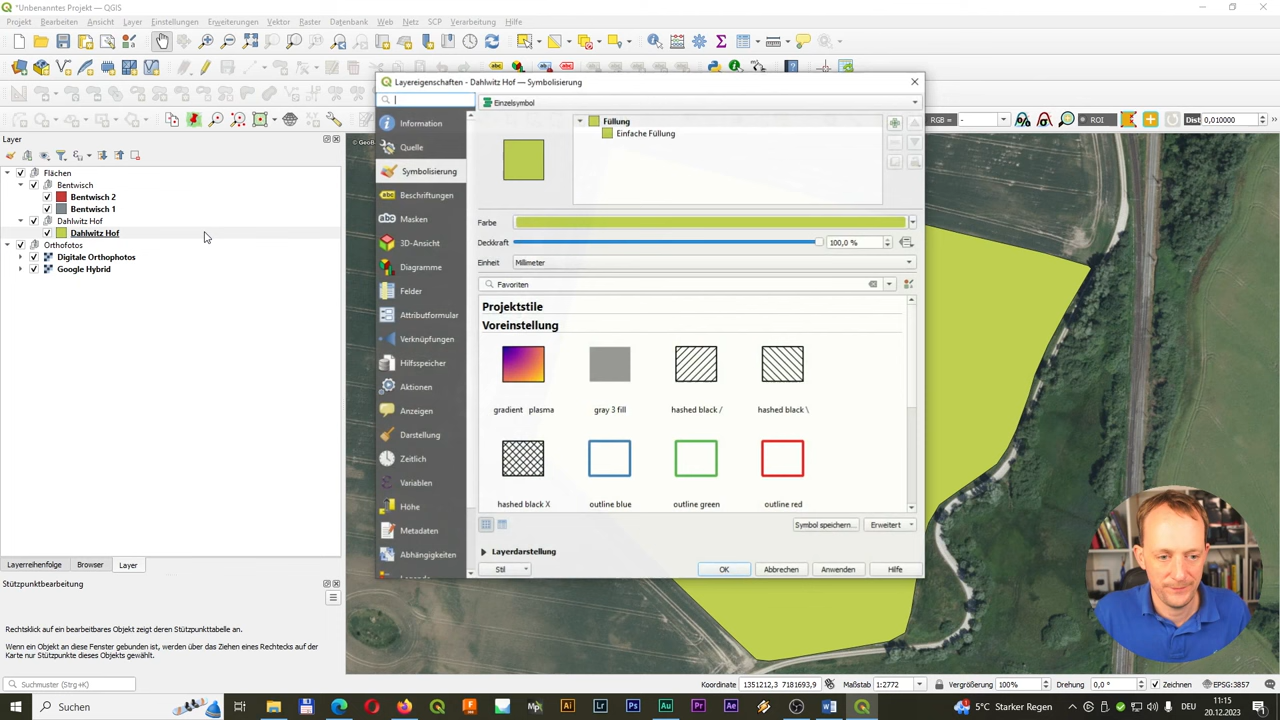 *Unbenanntes Projekt — QGIS
Projekt Bearbeiten Ansicht Layer Einstellungen Erweiterungen Vektor Raster Datenbank Web Netz SCP Verarbeitung Hilfe
RGB = - ROI Dist 0,010000
Layer
Flächen
Bentwisch
Bentwisch 2
Bentwisch 1
Dahlwitz Hof
Dahlwitz Hof
Orthofotos
Digitale Orthophotos
Google Hybrid
Layerreihenfolge Browser Layer
Stützpunktbearbeitung
Rechtsklick auf ein bearbeitbares Objekt zeigt deren Stützpunkttabelle an.
Wenn ein Objekt an diese Fenster gebunden ist, werden über das Ziehen eines Rechtecks auf der
Karte nur Stützpunkte dieses Objekts gewählt.
Layereigenschaften - Dahlwitz Hof — Symbolisierung
Information
Quelle
Symbolisierung
Beschriftungen
Masken
3D-Ansicht
Diagramme
Felder
Attributformular
Verknüpfungen
Hilfsspeicher
Aktionen
Anzeigen
Darstellung
Zeitlich
Variablen
Höhe
Metadaten
Abhängigkeiten
Legende
Einzelsymbol
Füllung
Einfache Füllung
Farbe
Deckkraft 100,0 %
Einheit Millimeter
Favoriten
Projektstile
Voreinstellung
gradient plasma gray 3 fill hashed black / hashed black \
hashed black X outline blue outline green outline red
Symbol speichern... Erweitert
Layerdarstellung
Stil OK Abbrechen Anwenden Hilfe
© GeoBa
Suchmuster (Strg+K) Koordinate 1351212,3 7181693,9 Maßstab 1:2772 Vergrößerung 100% Drehung 0,0 ° Zeichnen EPSG:3857
Suchen 5°C Starker Regen 11:15
20.12.2023